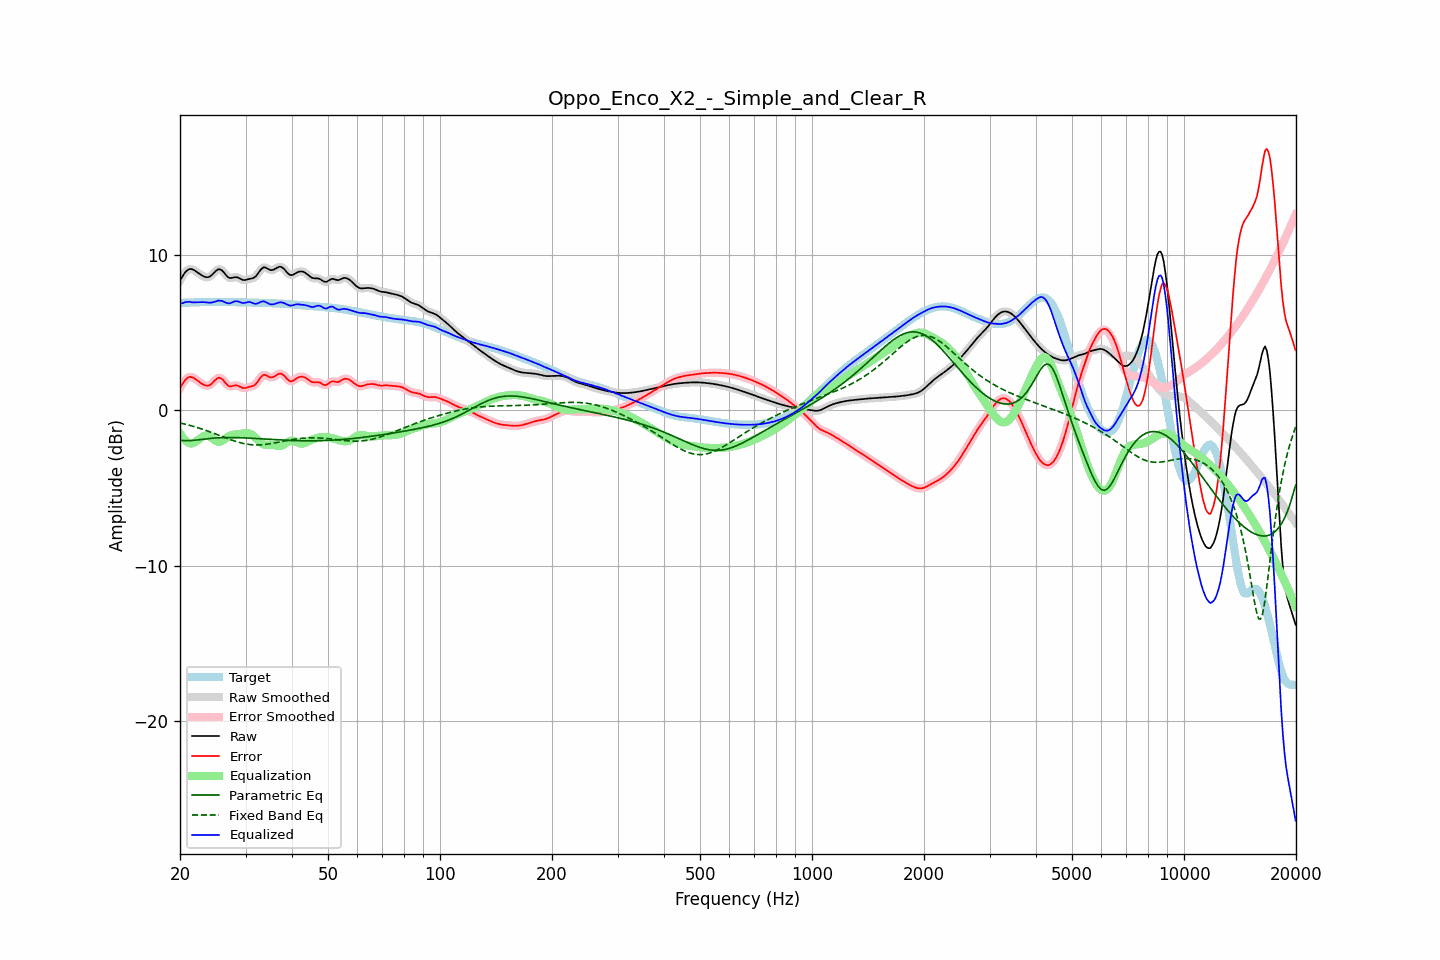 Oppo_Enco_X2_-_Simple_and_Clear_R
Amplitude (dBr)
10
0
−10
−20
Target
Raw Smoothed
Error Smoothed
Raw
Error
Equalization
Parametric Eq
Fixed Band Eq
Equalized
20 50 100 200 500 1000 2000 5000 10000 20000
Frequency (Hz)